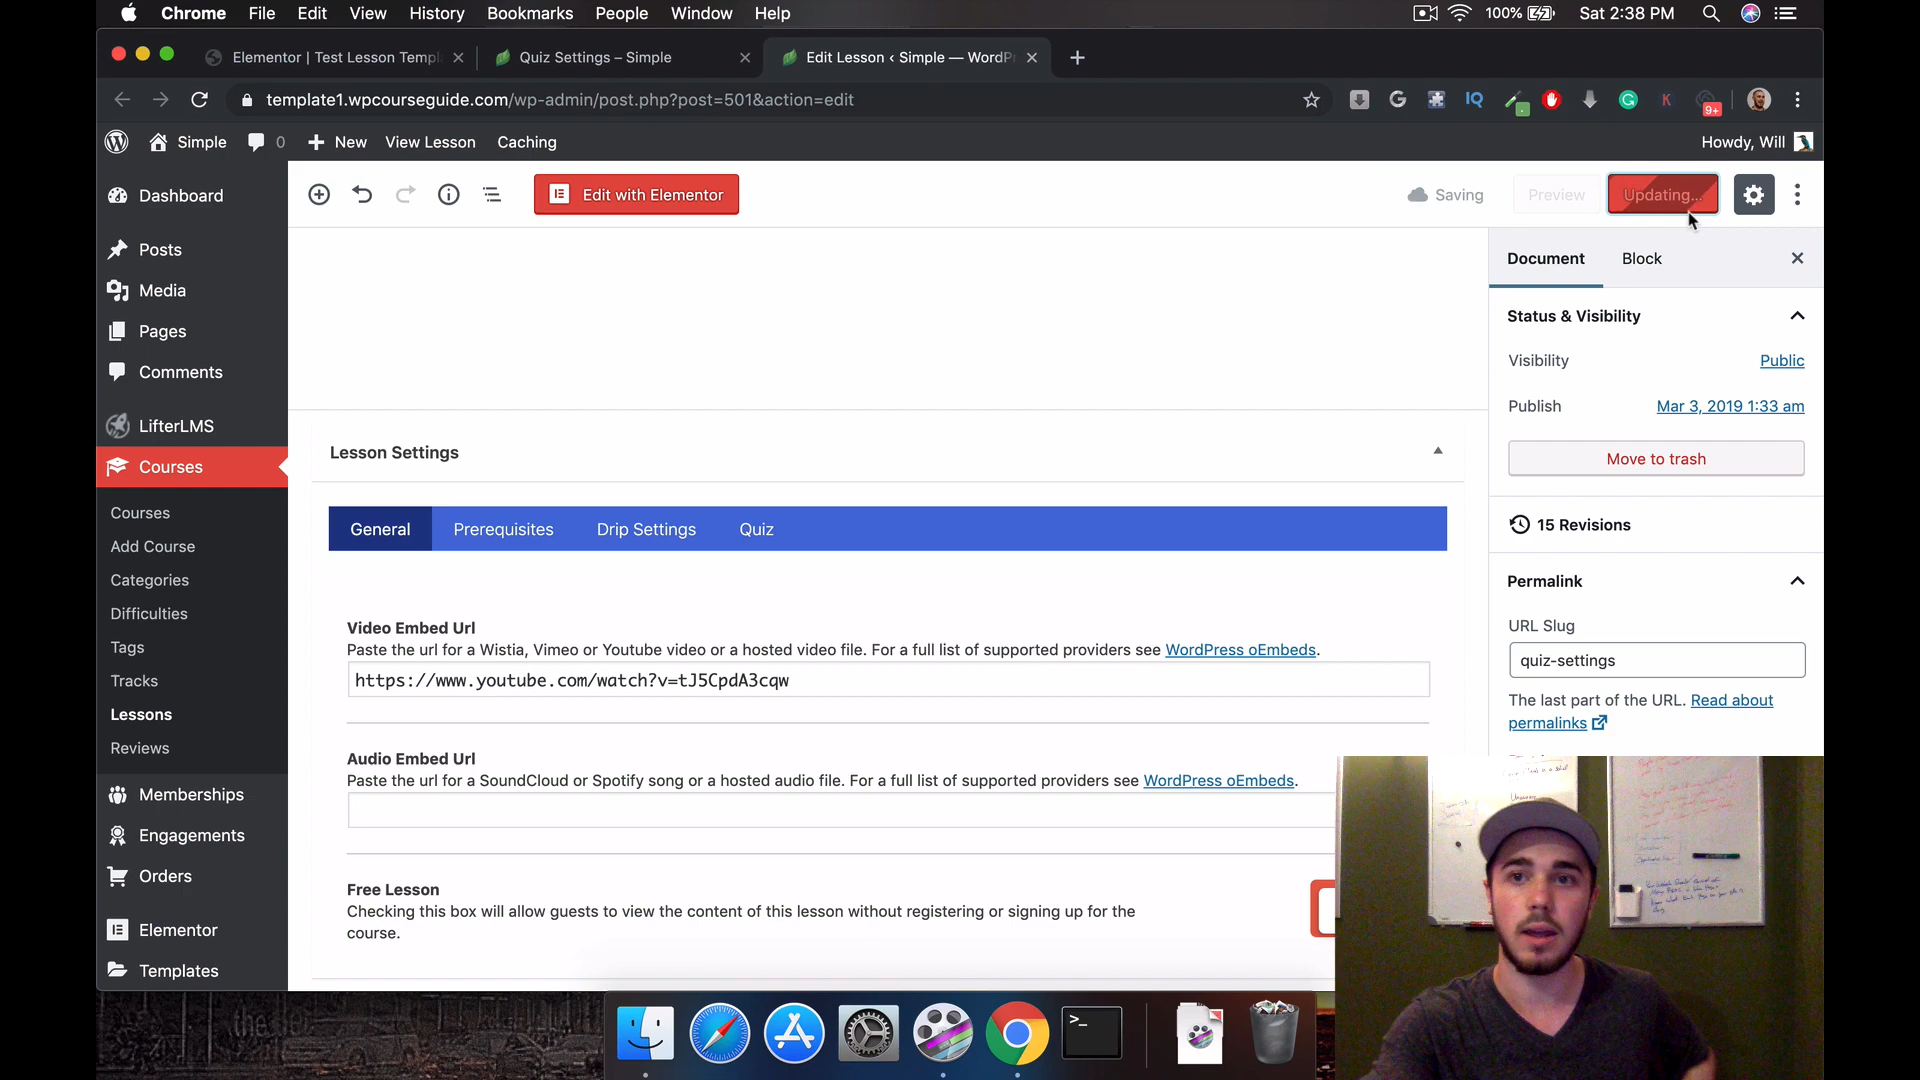 Chrome File Edit View History Bookmarks People Window Help
100% Sat 2:38 PM
Elementor | Test Lesson Templ
Quiz Settings – Simple
Edit Lesson ‹ Simple — WordPr
template1.wpcourseguide.com/wp-admin/post.php?post=501&action=edit
IQ
K
9+
Simple 0 New View Lesson Caching
Howdy, Will
Dashboard
Posts
Media
Pages
Comments
LifterLMS
Courses
Courses
Add Course
Categories
Difficulties
Tags
Tracks
Lessons
Reviews
Memberships
Engagements
Orders
Elementor
Templates
Edit with Elementor
Saving
Preview
Updating...
Lesson Settings
General Prerequisites Drip Settings Quiz
Video Embed Url
Paste the url for a Wistia, Vimeo or Youtube video or a hosted video file. For a full list of supported providers see WordPress oEmbeds.
https://www.youtube.com/watch?v=tJ5CpdA3cqw
Audio Embed Url
Paste the url for a SoundCloud or Spotify song or a hosted audio file. For a full list of supported providers see WordPress oEmbeds.
Free Lesson
Checking this box will allow guests to view the content of this lesson without registering or signing up for the
course.
Document Block
Status & Visibility
Visibility Public
Publish Mar 3, 2019 1:33 am
Move to trash
15 Revisions
Permalink
URL Slug
quiz-settings
The last part of the URL. Read about
permalinks